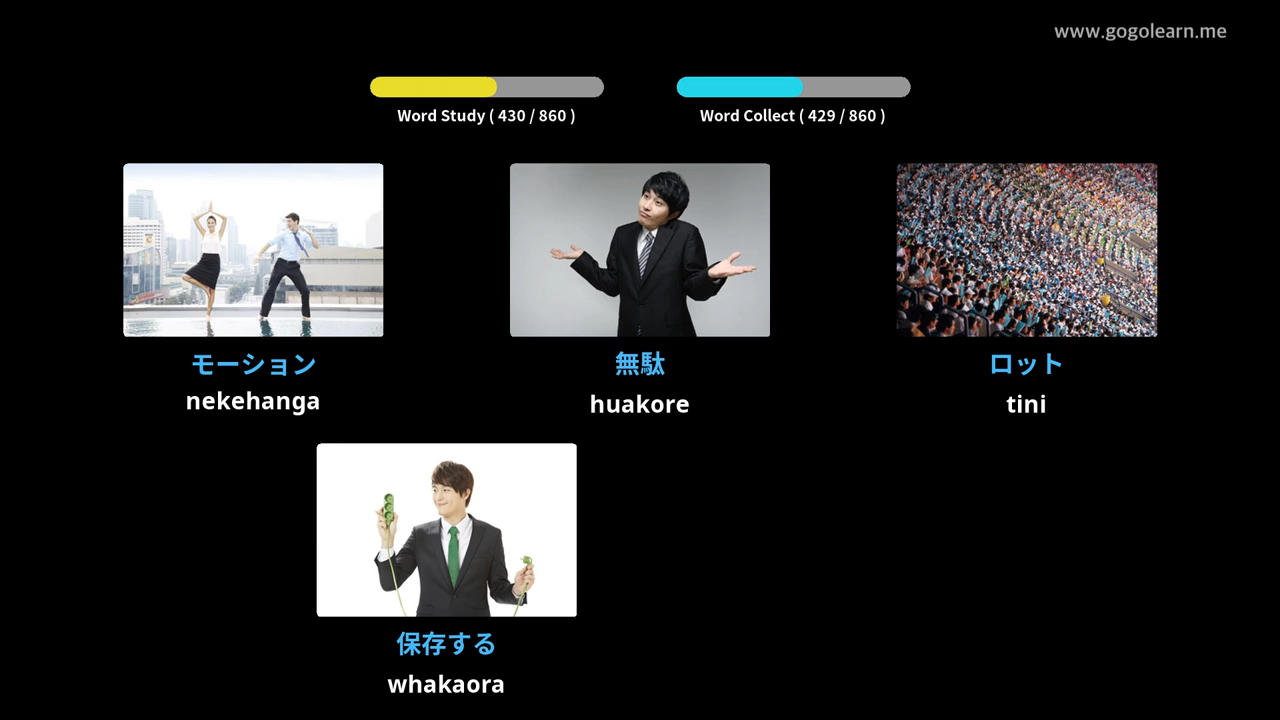 www.gogolearn.me
Word Study ( 430 / 860 )
Word Collect ( 429 / 860 )
モーション
nekehanga
無駄
huakore
ロット
tini
保存する
whakaora